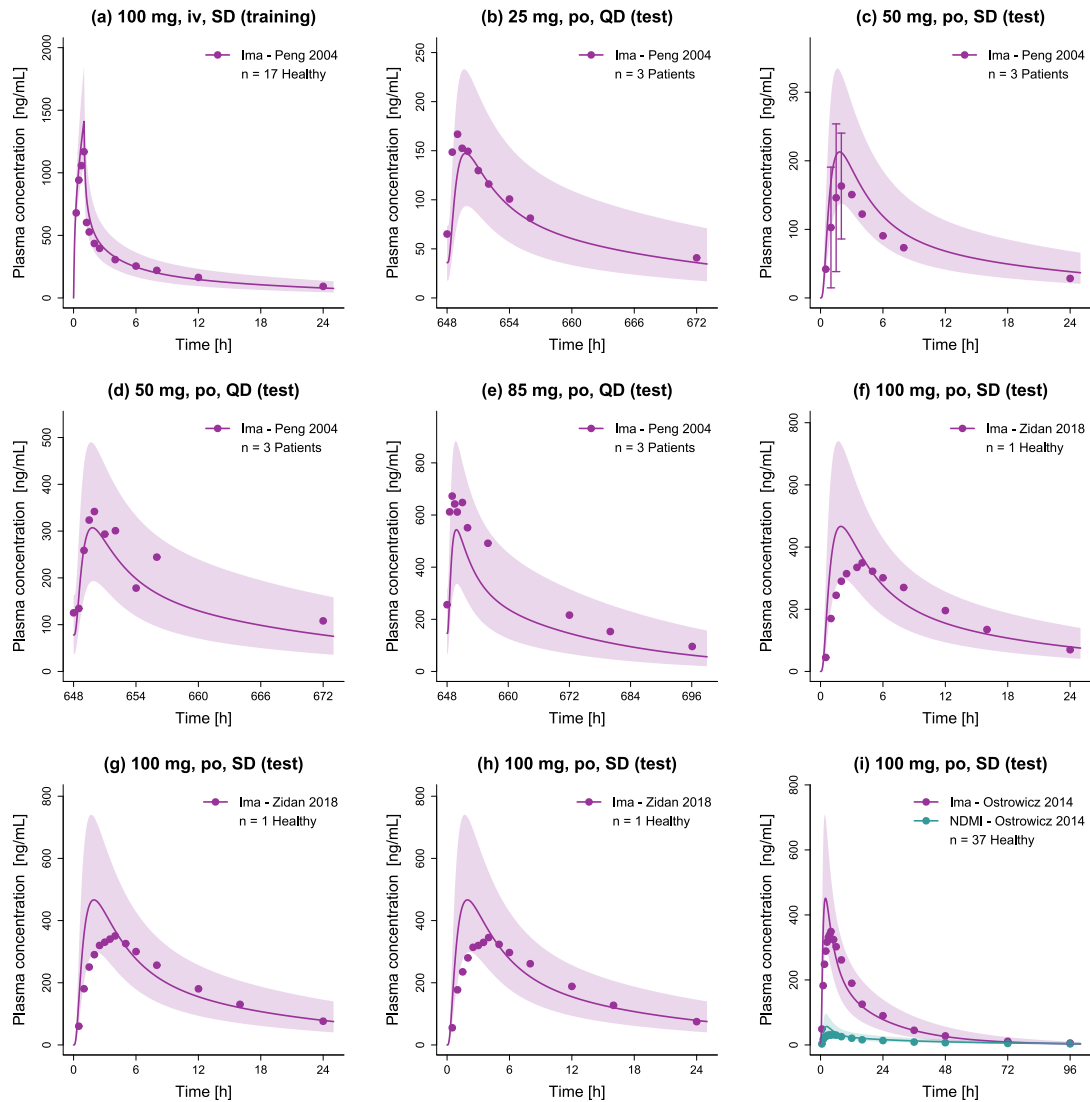 (a) 100 mg, iv, SD (training)
Plasma concentration [ng/mL]
2000
1500
1000
500
0
Ima - Peng 2004
n = 17 Healthy
0 6 12 18 24
Time [h]
(b) 25 mg, po, QD (test)
Plasma concentration [ng/mL]
250
200
150
100
50
0
Ima - Peng 2004
n = 3 Patients
648 654 660 666 672
Time [h]
(c) 50 mg, po, SD (test)
Plasma concentration [ng/mL]
300
200
100
0
Ima - Peng 2004
n = 3 Patients
0 6 12 18 24
Time [h]
(d) 50 mg, po, QD (test)
Plasma concentration [ng/mL]
500
400
300
200
100
0
Ima - Peng 2004
n = 3 Patients
648 654 660 666 672
Time [h]
(e) 85 mg, po, QD (test)
Plasma concentration [ng/mL]
800
600
400
200
0
Ima - Peng 2004
n = 3 Patients
648 660 672 684 696
Time [h]
(f) 100 mg, po, SD (test)
Plasma concentration [ng/mL]
800
600
400
200
0
Ima - Zidan 2018
n = 1 Healthy
0 6 12 18 24
Time [h]
(g) 100 mg, po, SD (test)
Plasma concentration [ng/mL]
800
600
400
200
0
Ima - Zidan 2018
n = 1 Healthy
0 6 12 18 24
Time [h]
(h) 100 mg, po, SD (test)
Plasma concentration [ng/mL]
800
600
400
200
0
Ima - Zidan 2018
n = 1 Healthy
0 6 12 18 24
Time [h]
(i) 100 mg, po, SD (test)
Plasma concentration [ng/mL]
800
600
400
200
0
Ima - Ostrowicz 2014
NDMI - Ostrowicz 2014
n = 37 Healthy
0 24 48 72 96
Time [h]